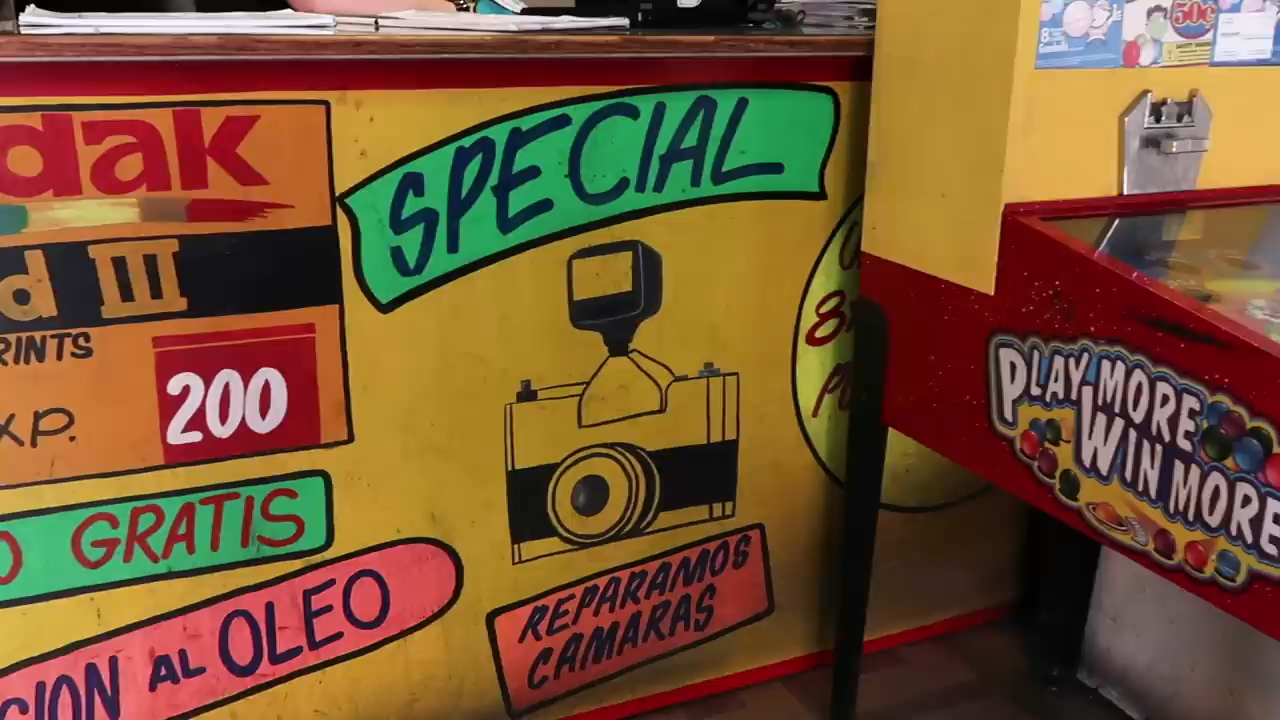 dak
d III
RINTS
XP.
200
GRATIS
CION AL OLEO
SPECIAL
REPARAMOS
CAMARAS
50¢
PLAY MORE
WIN MORE